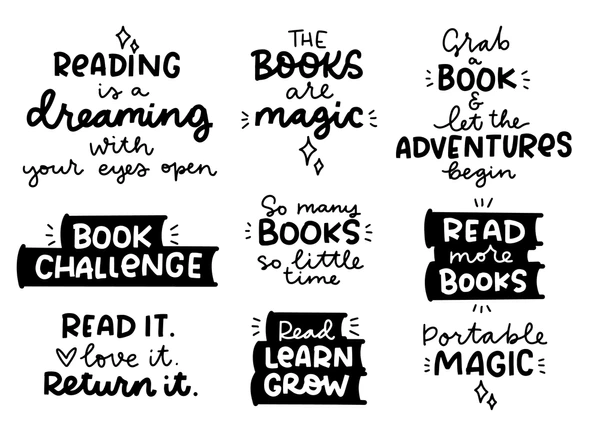 ReADING
is a
dreaming
with
your eyes open
THE
BOOKS
are
magic
Grab
a
BOOK
&
let the
ADVENTUReS
begin
BOOK
CHALLeNGE
So many
BOOKS
so little
time
READ
more
BOOKS
READ IT.
love it.
Return it.
Read
LeARN
GROW
Portable
MAGIC